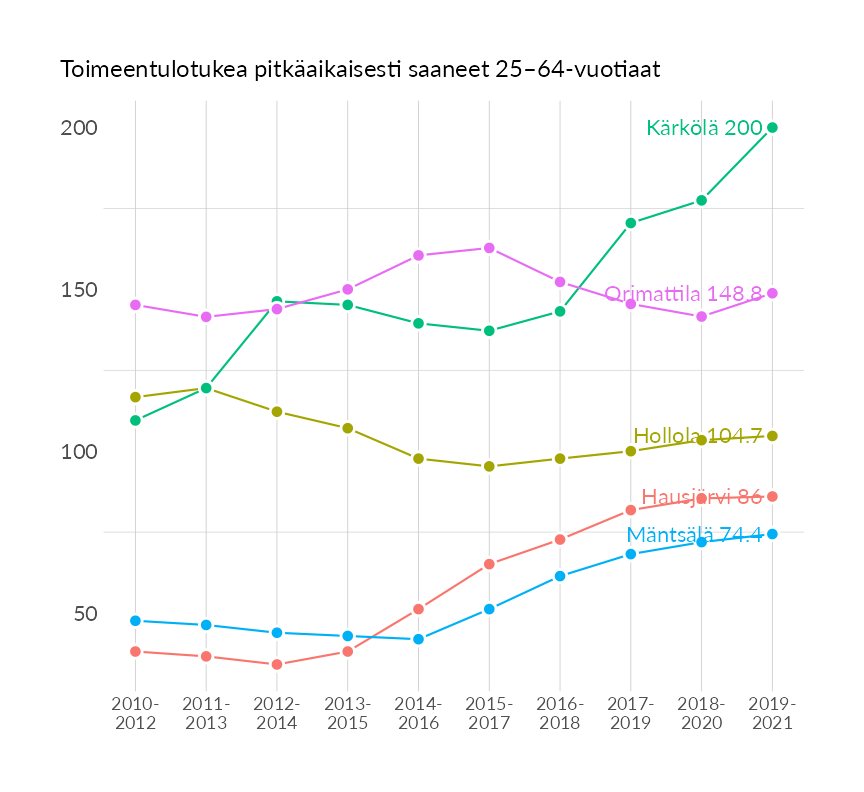 Toimeentulotukea pitkäaikaisesti saaneet 25–64-vuotiaat
200
Kärkölä 200
150
Orimattila 148.8
100
Hollola 104.7
Hausjärvi 86
Mäntsälä 74.4
50
2010- 2011- 2012- 2013- 2014- 2015- 2016- 2017- 2018- 2019-
2012 2013 2014 2015 2016 2017 2018 2019 2020 2021